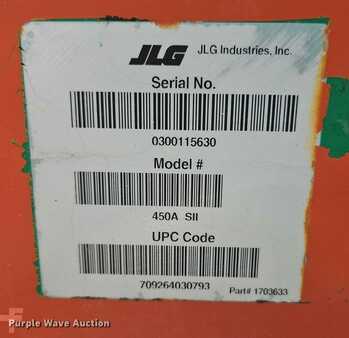 JLG JLG Industries, Inc.
Serial No.
0300115630
Model #
450A SII
UPC Code
709264030793 Part# 1703633
Purple Wave Auction